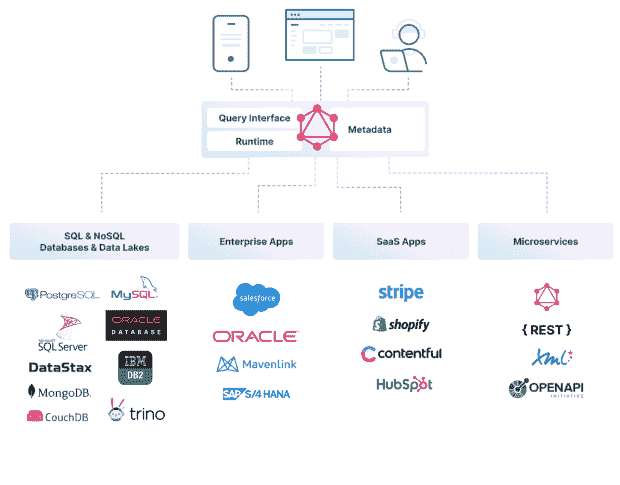 Query Interface
Runtime
Metadata
SQL & NoSQL
Databases & Data Lakes
Enterprise Apps
SaaS Apps
Microservices
PostgreSQL
MySQL
Microsoft
SQL Server
ORACLE
DATABASE
DataStax
IBM
DB2
MongoDB.
CouchDB
trino
salesforce
ORACLE
Mavenlink
SAP S/4 HANA
stripe
shopify
contentful
HubSpot
{ REST }
Xml
OPENAPI
INITIATIVE